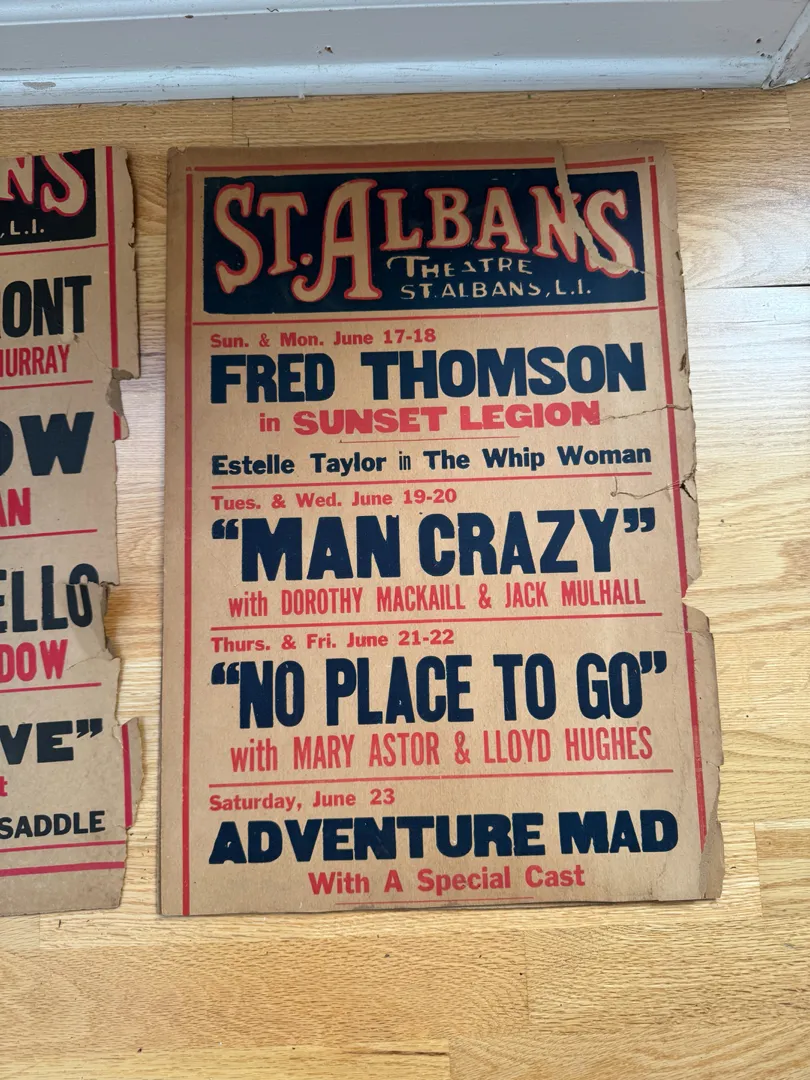 NS
, L.I.
ONT
MURRAY
OW
AN
ELLO
DOW
VE”
t
SADDLE
ST. ALBANS
THEATRE
ST. ALBANS, L.I.
Sun. & Mon. June 17-18
FRED THOMSON
in SUNSET LEGION
Estelle Taylor in The Whip Woman
Tues. & Wed. June 19-20
“MAN CRAZY”
with DOROTHY MACKAILL & JACK MULHALL
Thurs. & Fri. June 21-22
“NO PLACE TO GO”
with MARY ASTOR & LLOYD HUGHES
Saturday, June 23
ADVENTURE MAD
With A Special Cast